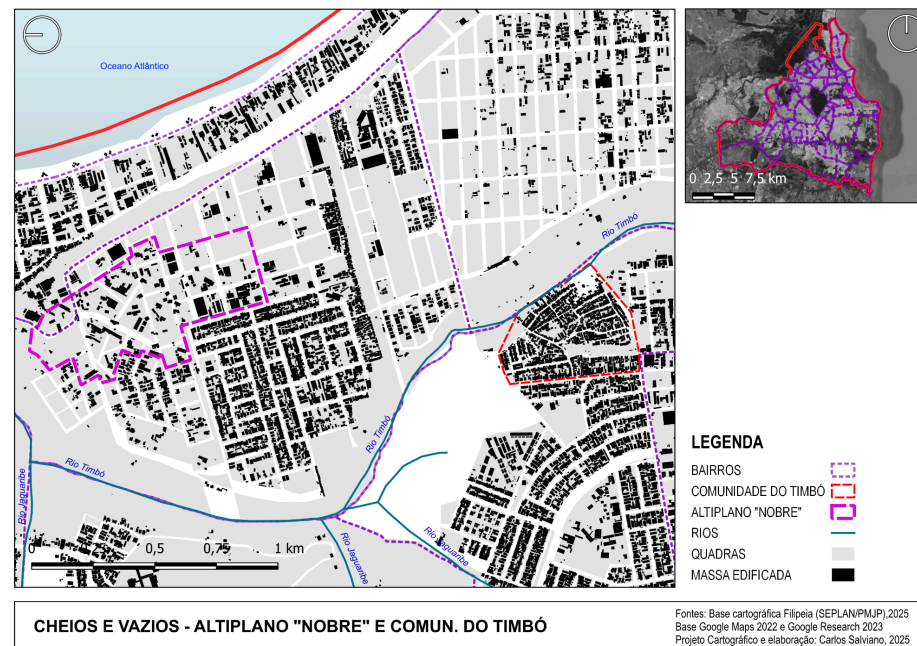 Oceano Atlântico
0 2,5 5 7,5 km
Rio Timbó
Rio Timbó
Rio Timbó
Rio Jaguaribe
Rio Jaguaribe
Rio Jaguaribe
0 0,25 0,5 0,75 1 km
LEGENDA
BAIRROS
COMUNIDADE DO TIMBÓ
ALTIPLANO "NOBRE"
RIOS
QUADRAS
MASSA EDIFICADA
CHEIOS E VAZIOS - ALTIPLANO "NOBRE" E COMUN. DO TIMBÓ
Fontes: Base cartográfica Filipeia (SEPLAN/PMJP),2025
Base Google Maps 2022 e Google Research 2023
Projeto Cartográfico e elaboração: Carlos Salviano, 2025